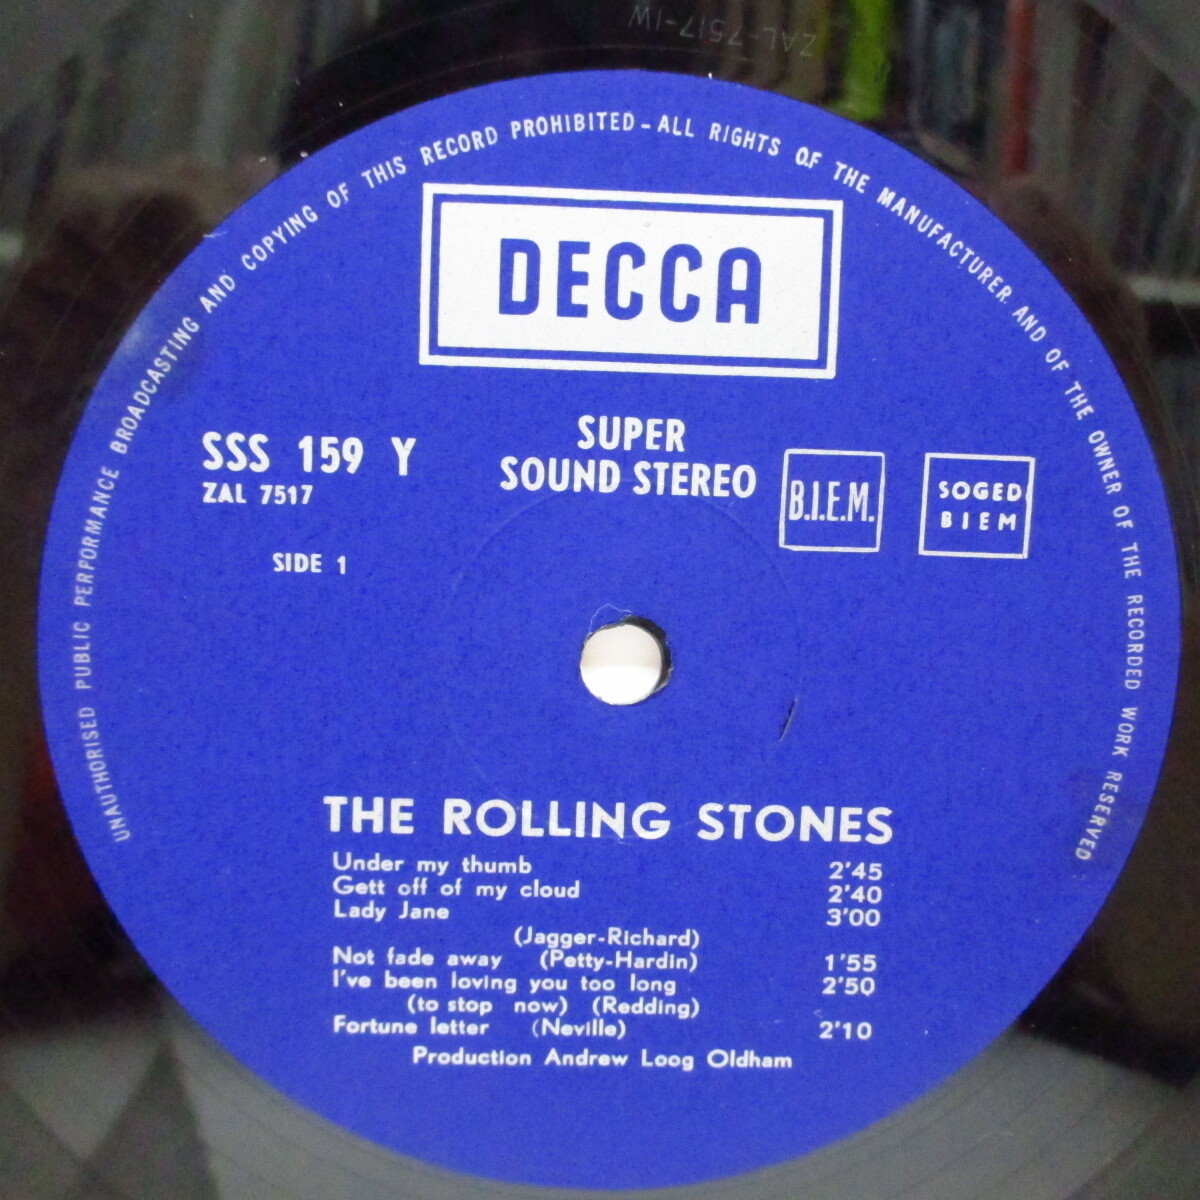 ZAL-7517-1W
UNAUTHORISED PUBLIC PERPORMANCE BROADCASTING AND COPYING OF THIS RECORD PROHIBITED – ALL RIGHTS OF THE MANUFACTURER AND OF THE OWNER OF THE RECORDED WORK RESERVED
DECCA
SUPER
SOUND STEREO
SSS 159 Y
ZAL 7517
SIDE 1
B.I.E.M.
SOGED
BIEM
THE ROLLING STONES
Under my thumb 2'45
Gett off of my cloud 2'40
Lady Jane 3'00
(Jagger-Richard)
Not fade away (Petty-Hardin) 1'55
I've been loving you too long 2'50
(to stop now) (Redding)
Fortune letter (Neville) 2'10
Production Andrew Loog Oldham